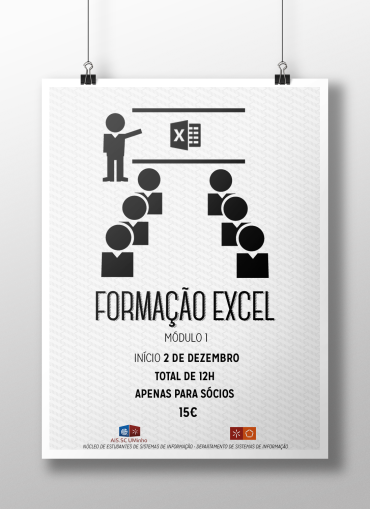 X
FORMAÇÃO EXCEL
MÓDULO 1
INÍCIO 2 DE DEZEMBRO
TOTAL DE 12H
APENAS PARA SÓCIOS
15€
AIS.SC.UMinho
NÚCLEO DE ESTUDANTES DE SISTEMAS DE INFORMAÇÃO - DEPARTAMENTO DE SISTEMAS DE INFORMAÇÃO